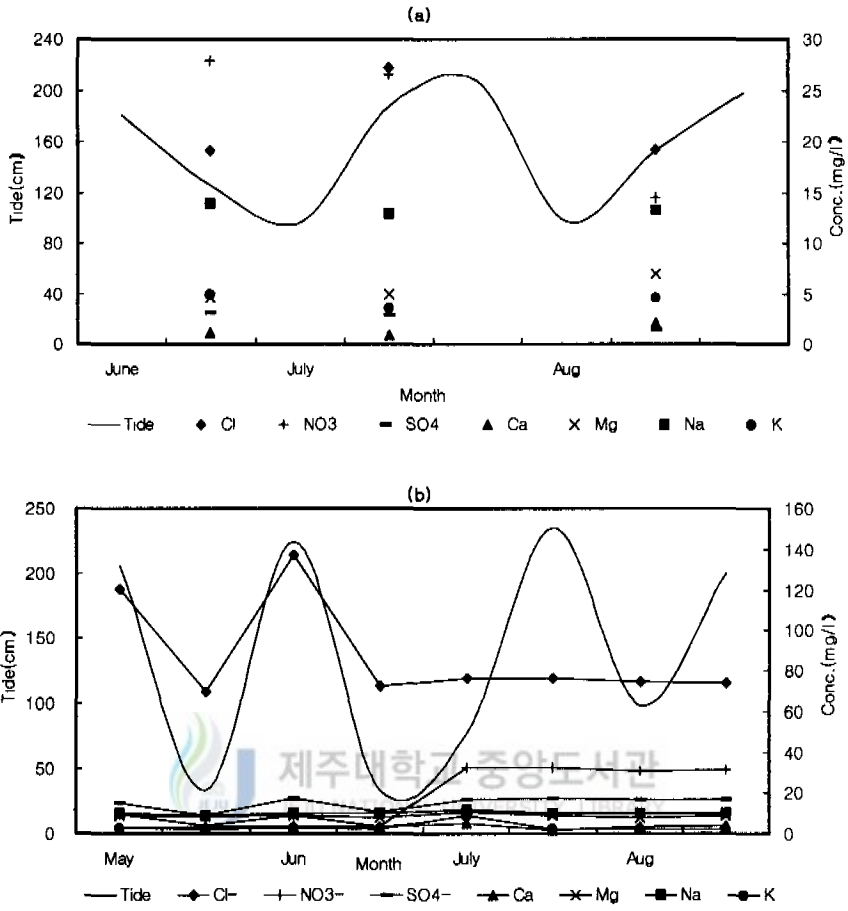 (a)
240
200
160
120
80
40
0
Tide(cm)
30
25
20
15
10
5
0
Conc.(mg/l)
June July Aug
Month
Tide Cl NO3 SO4 Ca Mg Na K
(b)
250
200
150
100
50
0
Tide(cm)
160
140
120
100
80
60
40
20
0
Conc.(mg/l)
제주대학교 중앙도서관
LIBRARY
May Jun Month July Aug
Tide Cl- NO3- SO4- Ca Mg Na K